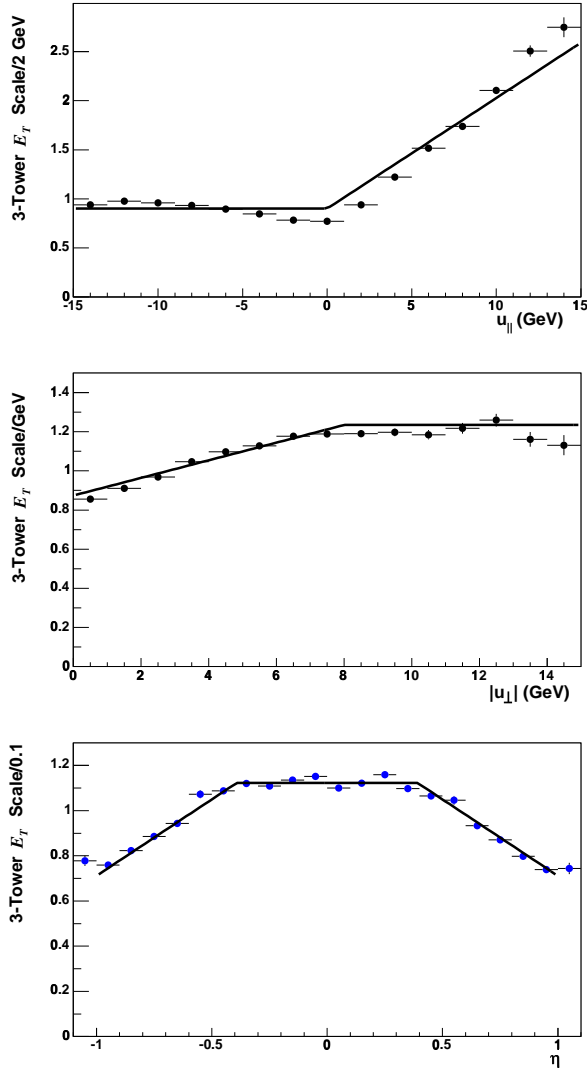 3-Tower E_T Scale/2 GeV
2.5
2
1.5
1
0.5
0
-15 -10 -5 0 5 10 15
u_|| (GeV)
3-Tower E_T Scale/GeV
1.4
1.2
1
0.8
0.6
0.4
0.2
0
0 2 4 6 8 10 12 14
|u_⊥| (GeV)
3-Tower E_T Scale/0.1
1.2
1
0.8
0.6
0.4
0.2
0
-1 -0.5 0 0.5 1
η